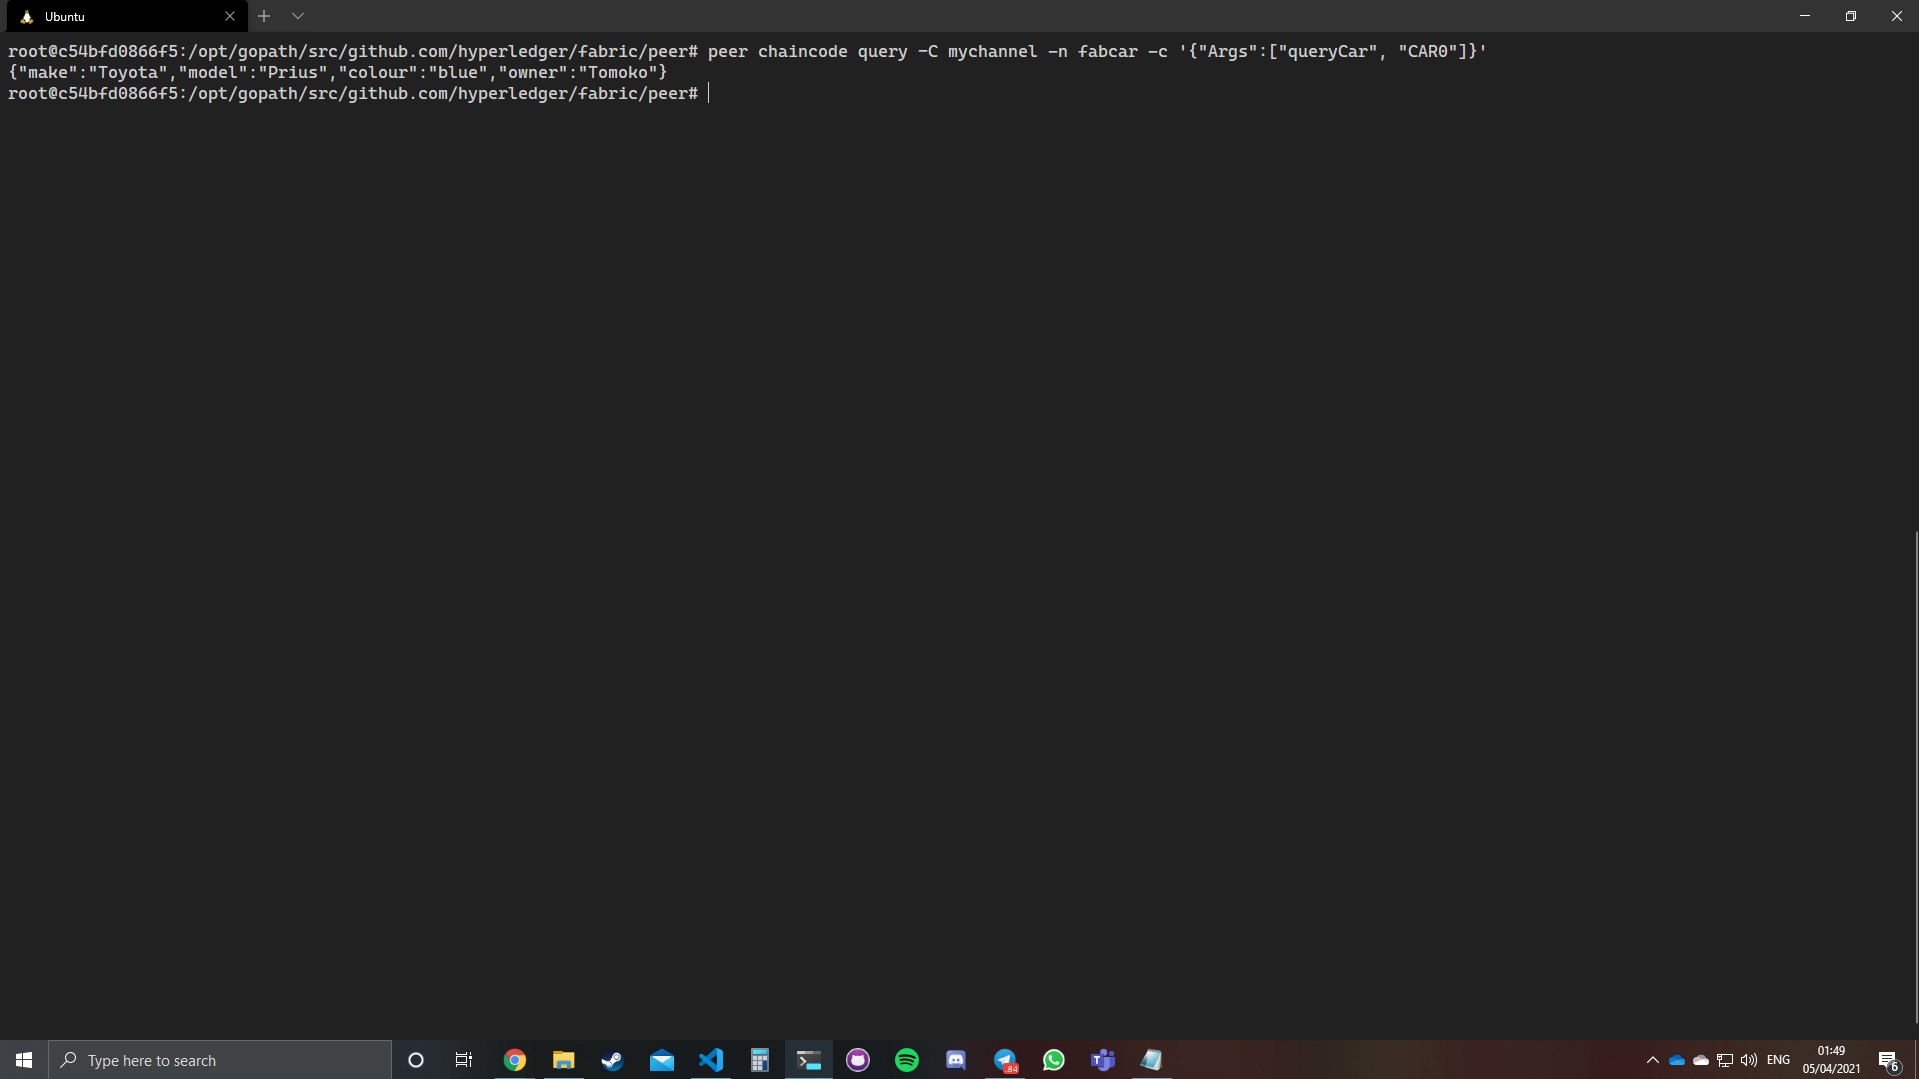 Ubuntu
root@c54bfd0866f5:/opt/gopath/src/github.com/hyperledger/fabric/peer# peer chaincode query -C mychannel -n fabcar -c '{"Args":["queryCar", "CAR0"]}'
{"make":"Toyota","model":"Prius","colour":"blue","owner":"Tomoko"}
root@c54bfd0866f5:/opt/gopath/src/github.com/hyperledger/fabric/peer#
Type here to search
.84
T
ENG
01:49
05/04/2021
6